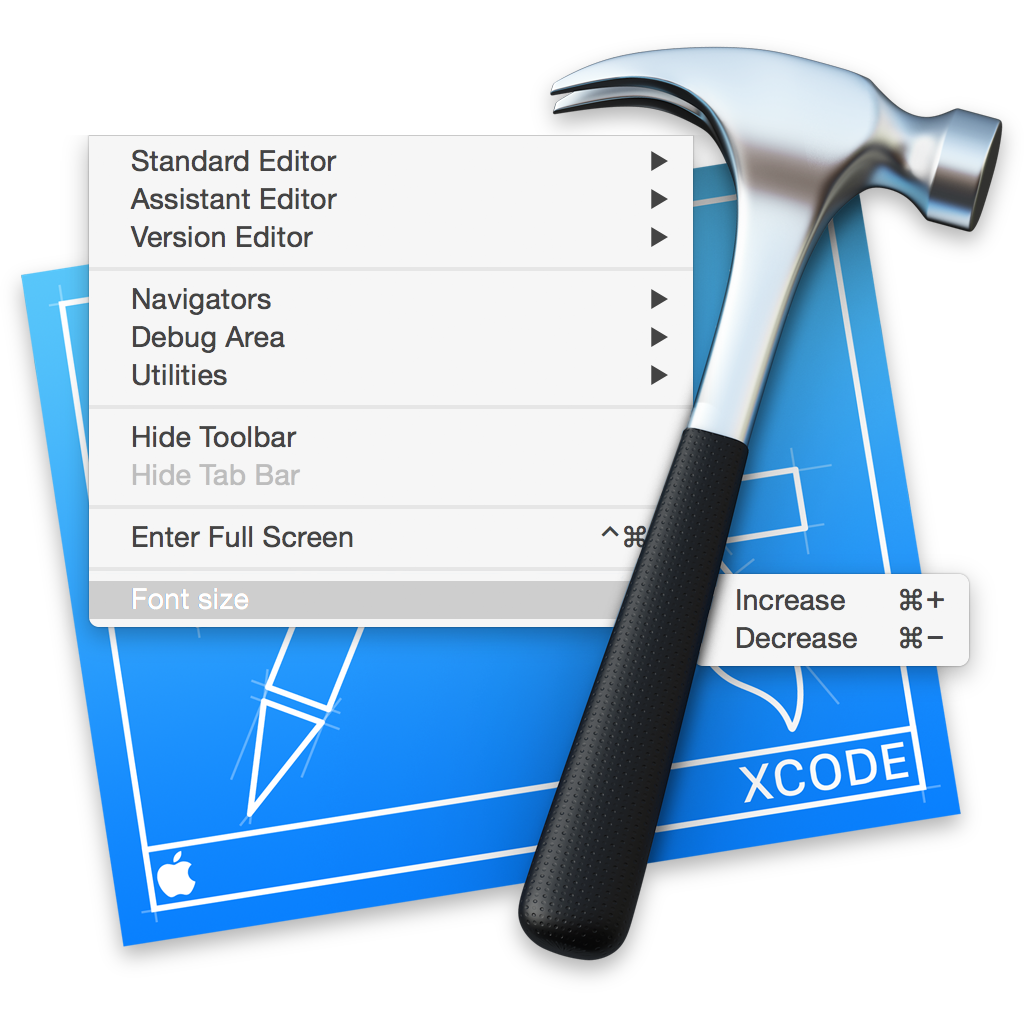 Standard Editor ▶
Assistant Editor ▶
Version Editor ▶
Navigators ▶
Debug Area ▶
Utilities ▶
Hide Toolbar
Hide Tab Bar
Enter Full Screen ^⌘
Font size
Increase ⌘+
Decrease ⌘−
XCODE